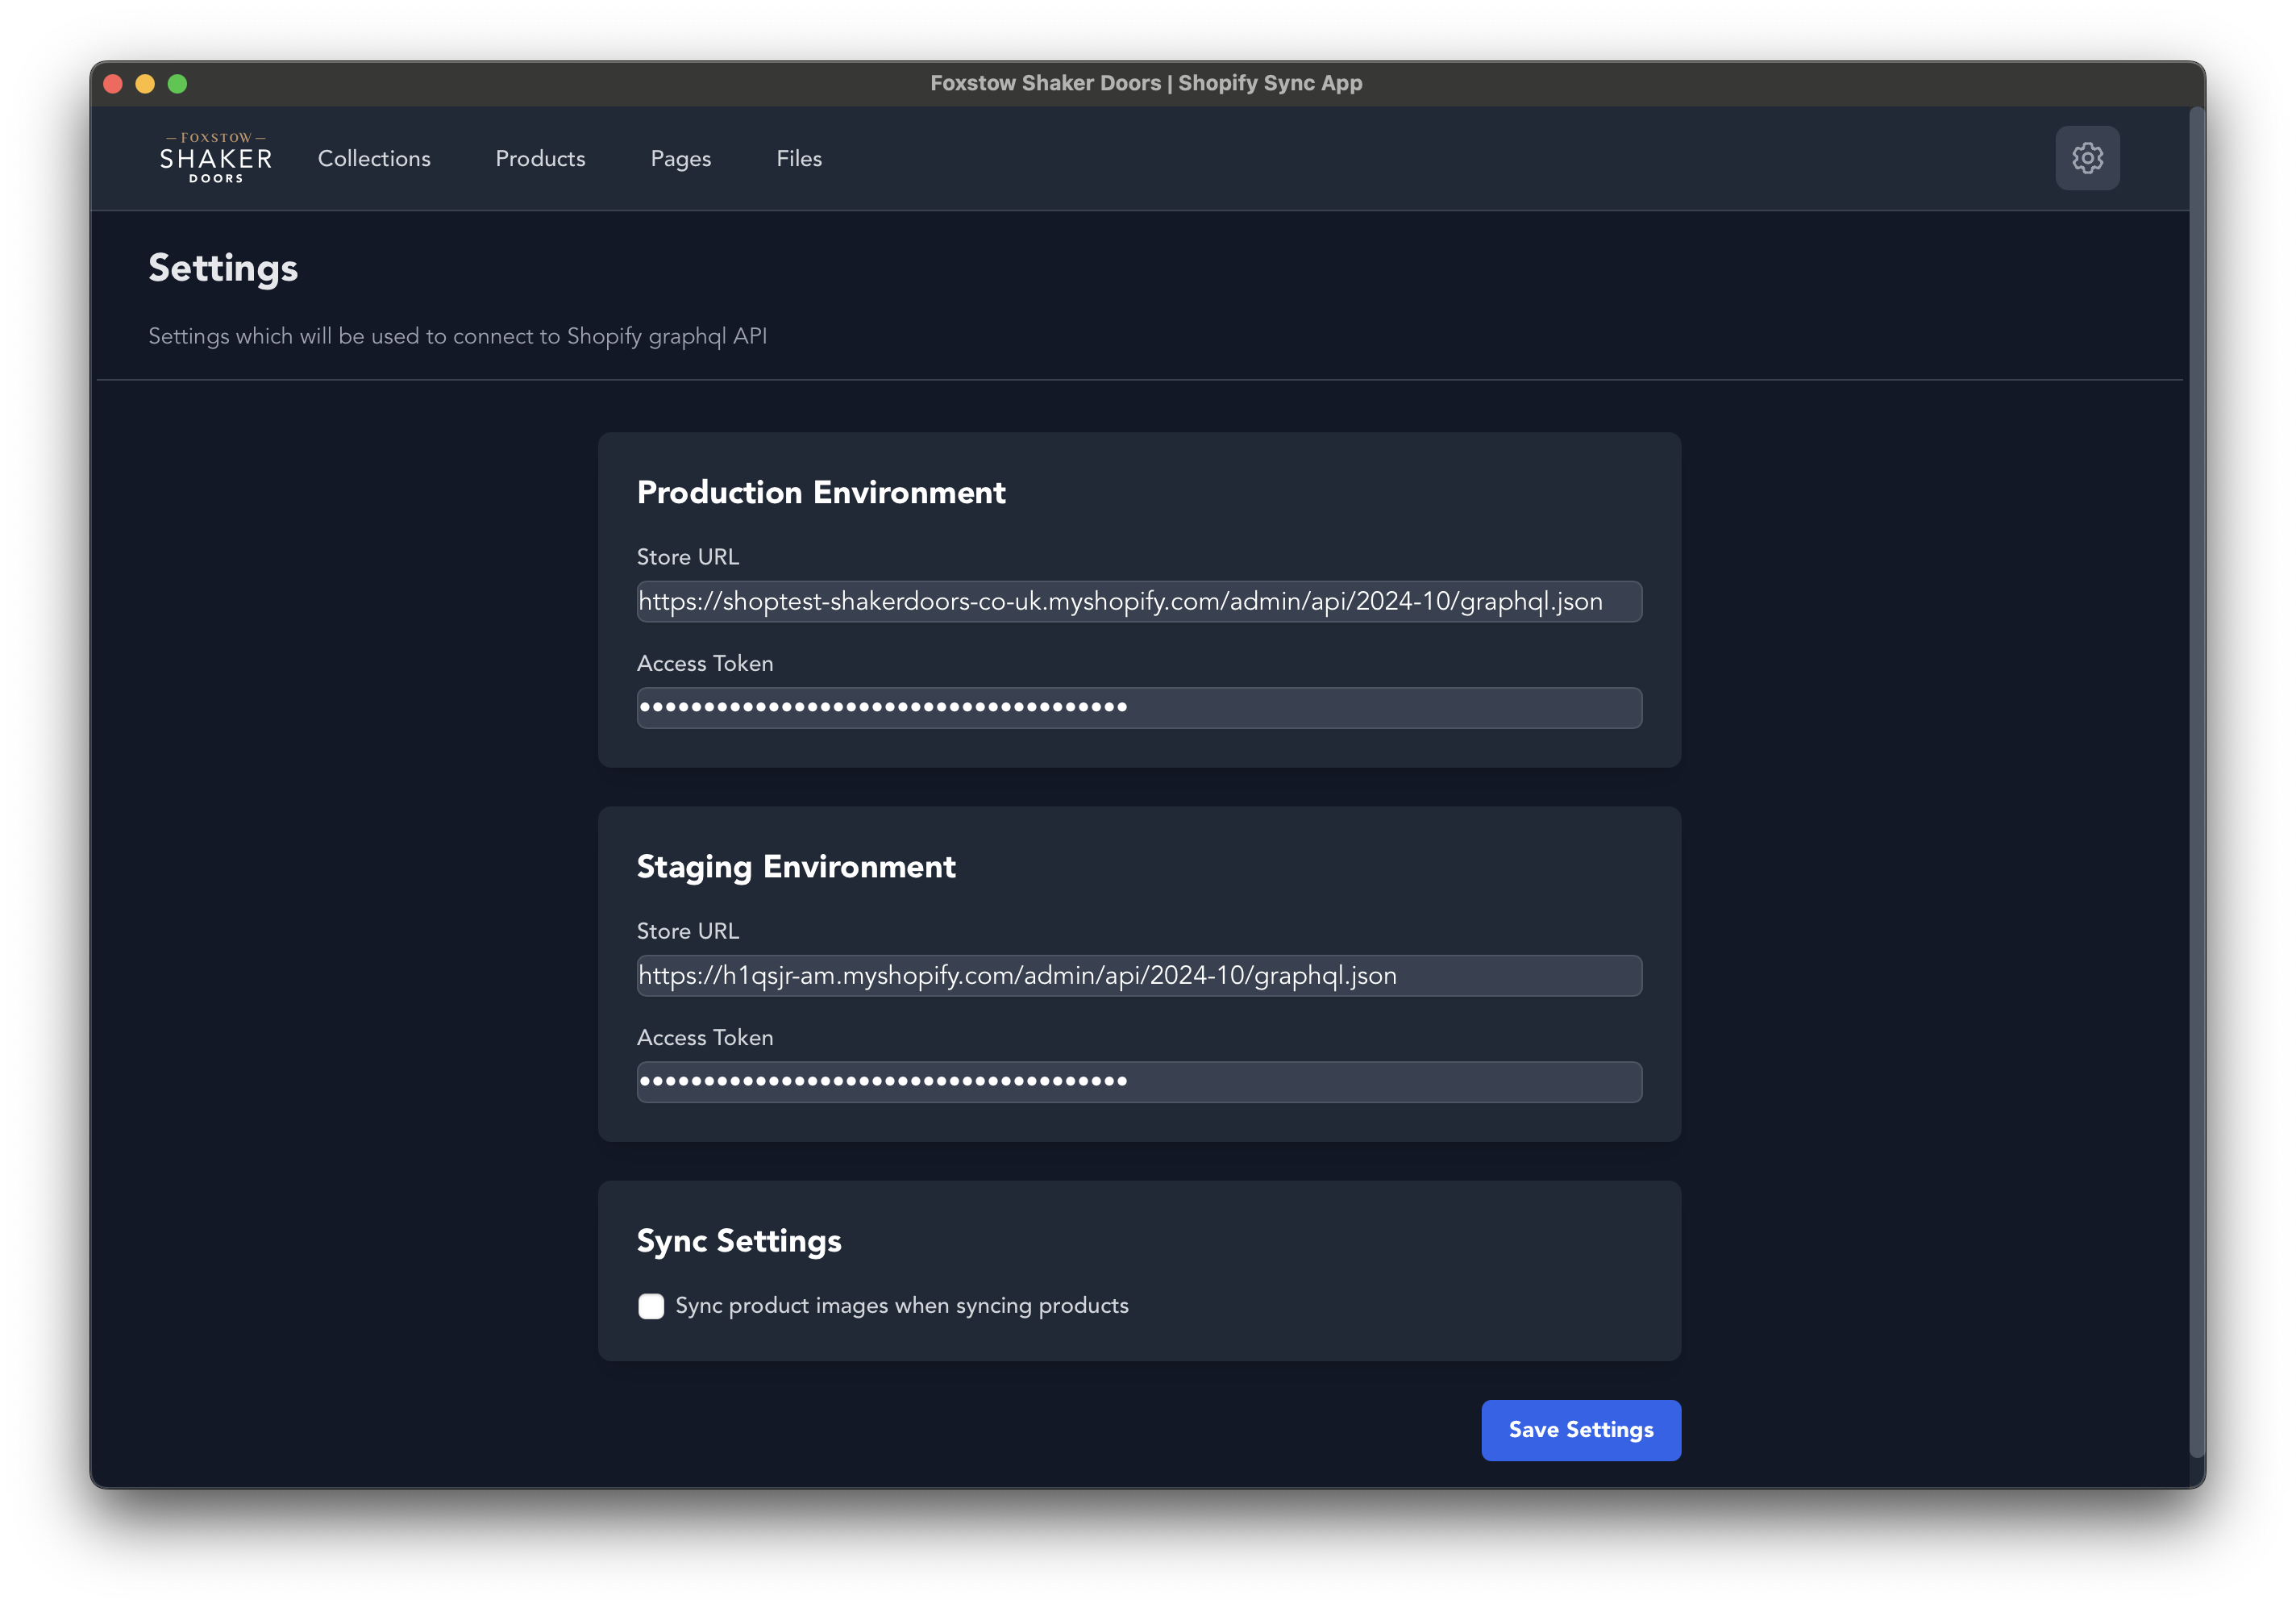 Foxstow Shaker Doors | Shopify Sync App
FOXSTOW
SHAKER
DOORS
Collections
Products
Pages
Files
Settings
Settings which will be used to connect to Shopify graphql API
Production Environment
Store URL
https://shoptest-shakerdoors-co-uk.myshopify.com/admin/api/2024-10/graphql.json
Access Token
••••••••••••••••••••••••••••••••••••••
Staging Environment
Store URL
https://h1qsjr-am.myshopify.com/admin/api/2024-10/graphql.json
Access Token
••••••••••••••••••••••••••••••••••••••
Sync Settings
Sync product images when syncing products
Save Settings